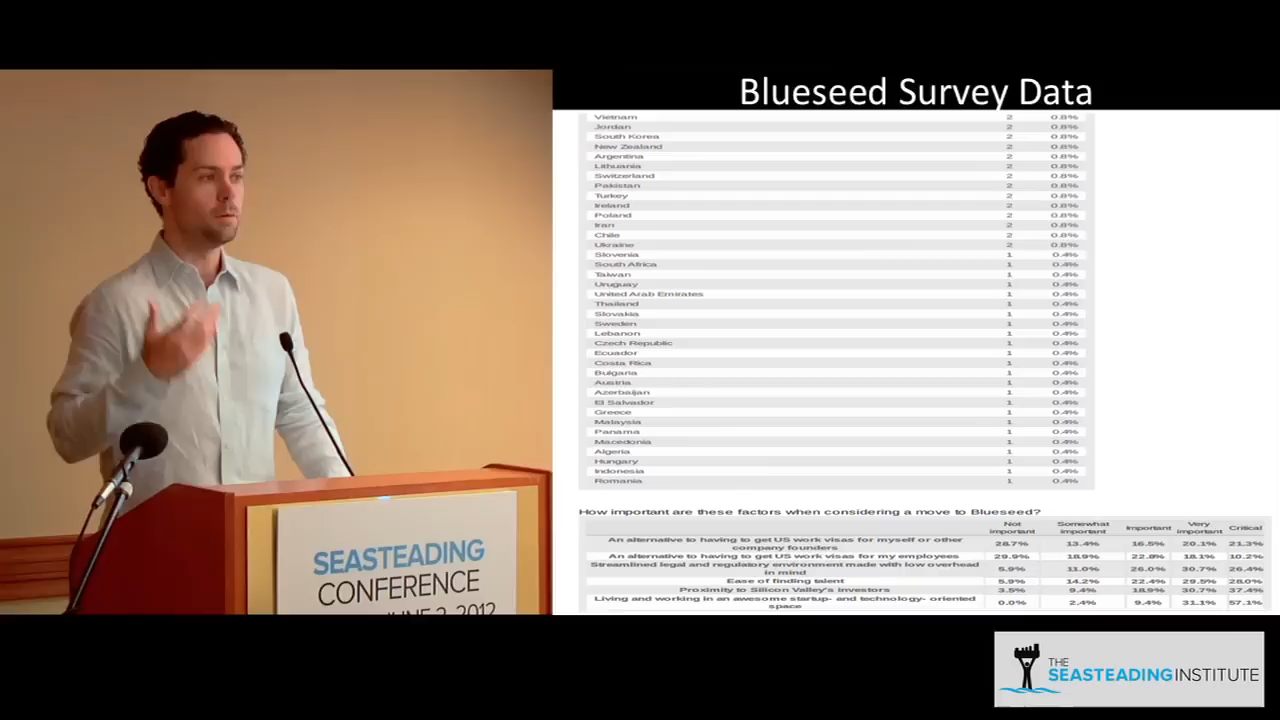 Blueseed Survey Data
Vietnam 2 0.8%
Jordan 2 0.8%
South Korea 2 0.8%
New Zealand 2 0.8%
Argentina 2 0.8%
Lithuania 2 0.8%
Switzerland 2 0.8%
Pakistan 2 0.8%
Turkey 2 0.8%
Ireland 2 0.8%
Poland 2 0.8%
Iran 2 0.8%
Chile 2 0.8%
Ukraine 2 0.8%
Slovenia 1 0.4%
South Africa 1 0.4%
Taiwan 1 0.4%
Uruguay 1 0.4%
United Arab Emirates 1 0.4%
Thailand 1 0.4%
Slovakia 1 0.4%
Sweden 1 0.4%
Lebanon 1 0.4%
Czech Republic 1 0.4%
Ecuador 1 0.4%
Costa Rica 1 0.4%
Bulgaria 1 0.4%
Austria 1 0.4%
Azerbaijan 1 0.4%
El Salvador 1 0.4%
Greece 1 0.4%
Malaysia 1 0.4%
Panama 1 0.4%
Macedonia 1 0.4%
Algeria 1 0.4%
Hungary 1 0.4%
Indonesia 1 0.4%
Romania 1 0.4%
How important are these factors when considering a move to Blueseed?
Not important Somewhat important Important Very important Critical
An alternative to having to get US work visas for myself or other
company founders 28.7% 13.4% 16.5% 20.1% 21.3%
An alternative to having to get US work visas for my employees 29.9% 18.9% 22.8% 18.1% 10.2%
Streamlined legal and regulatory environment made with low overhead
in mind 5.9% 11.0% 26.0% 30.7% 26.4%
Ease of finding talent 5.9% 14.2% 22.4% 29.5% 28.0%
Proximity to Silicon Valley's investors 3.5% 9.4% 18.9% 30.7% 37.4%
Living and working in an awesome startup- and technology- oriented
space 0.0% 2.4% 9.4% 31.1% 57.1%
SEASTEADING
CONFERENCE
JUNE 2, 2012
THE
SEASTEADING INSTITUTE